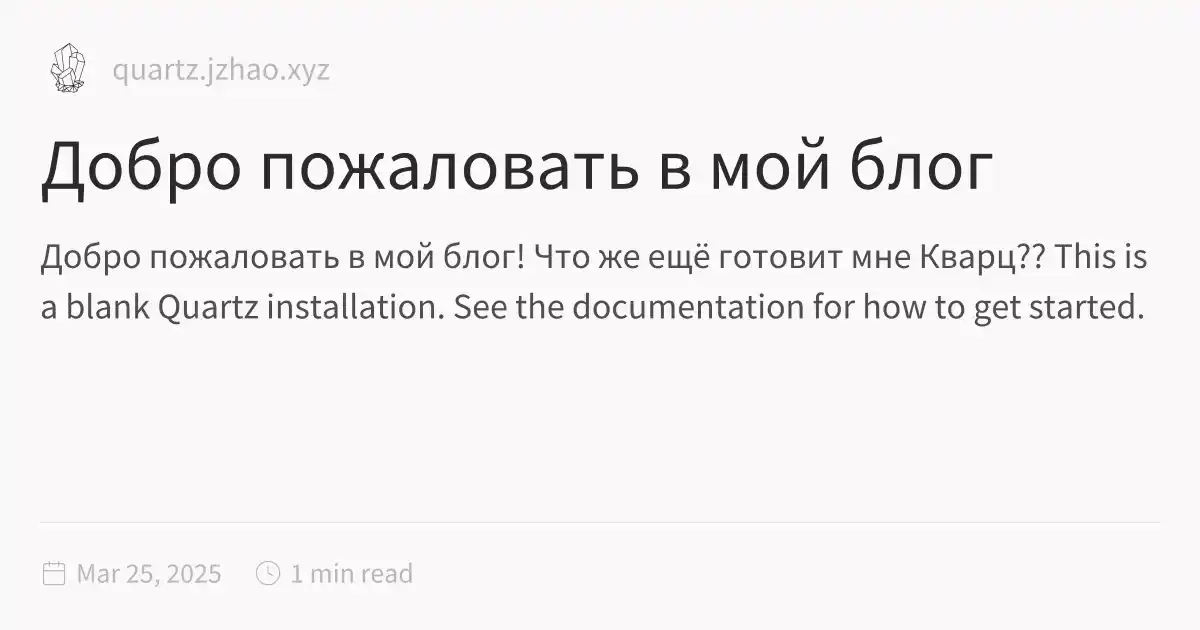 quartz.jzhao.xyz
Добро пожаловать в мой блог
Добро пожаловать в мой блог! Что же ещё готовит мне Кварц?? This is
a blank Quartz installation. See the documentation for how to get started.
Mar 25, 2025 1 min read